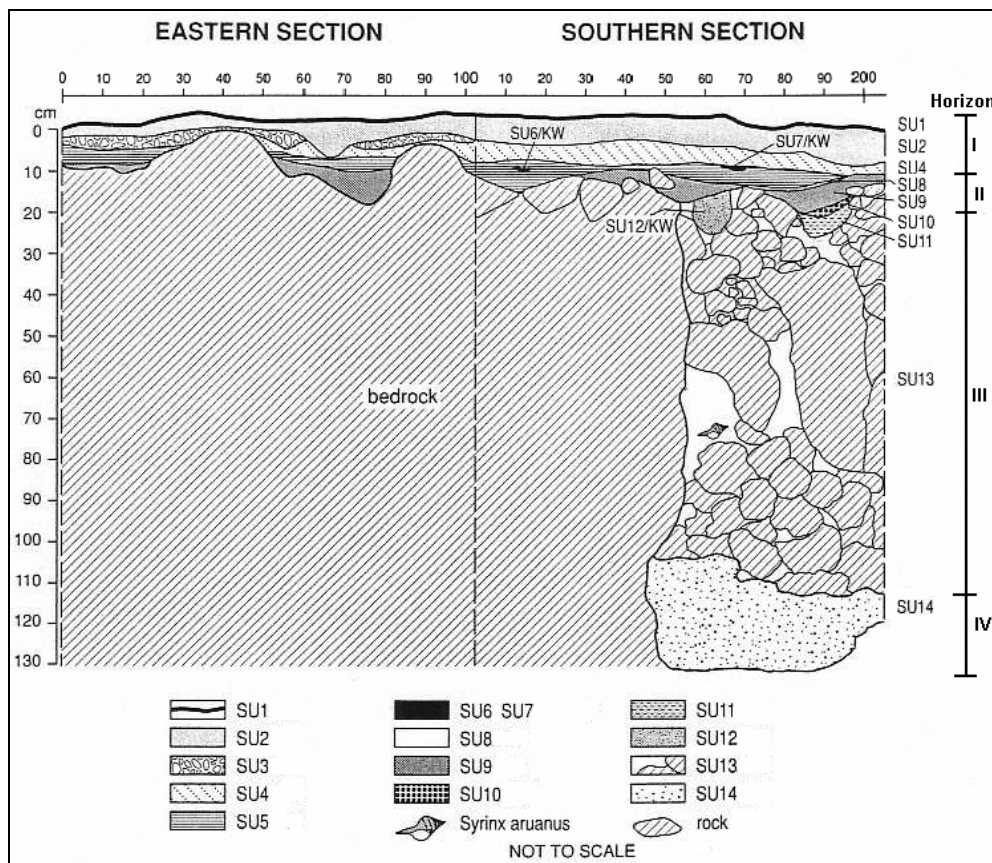 EASTERN SECTION SOUTHERN SECTION
0 10 20 30 40 50 60 70 80 90 100 10 20 30 40 50 60 70 80 90 200
cm
Horizon
0
10
20
30
40
50
60
70
80
90
100
110
120
130
SU6/KW
SU7/KW
SU12/KW
bedrock
SU1
SU2
SU4
SU8
SU9
SU10
SU11
SU13
SU14
I
II
III
IV
SU1 SU6 SU7 SU11
SU2 SU8 SU12
SU3 SU9 SU13
SU4 SU10 SU14
SU5 Syrinx aruanus rock
NOT TO SCALE